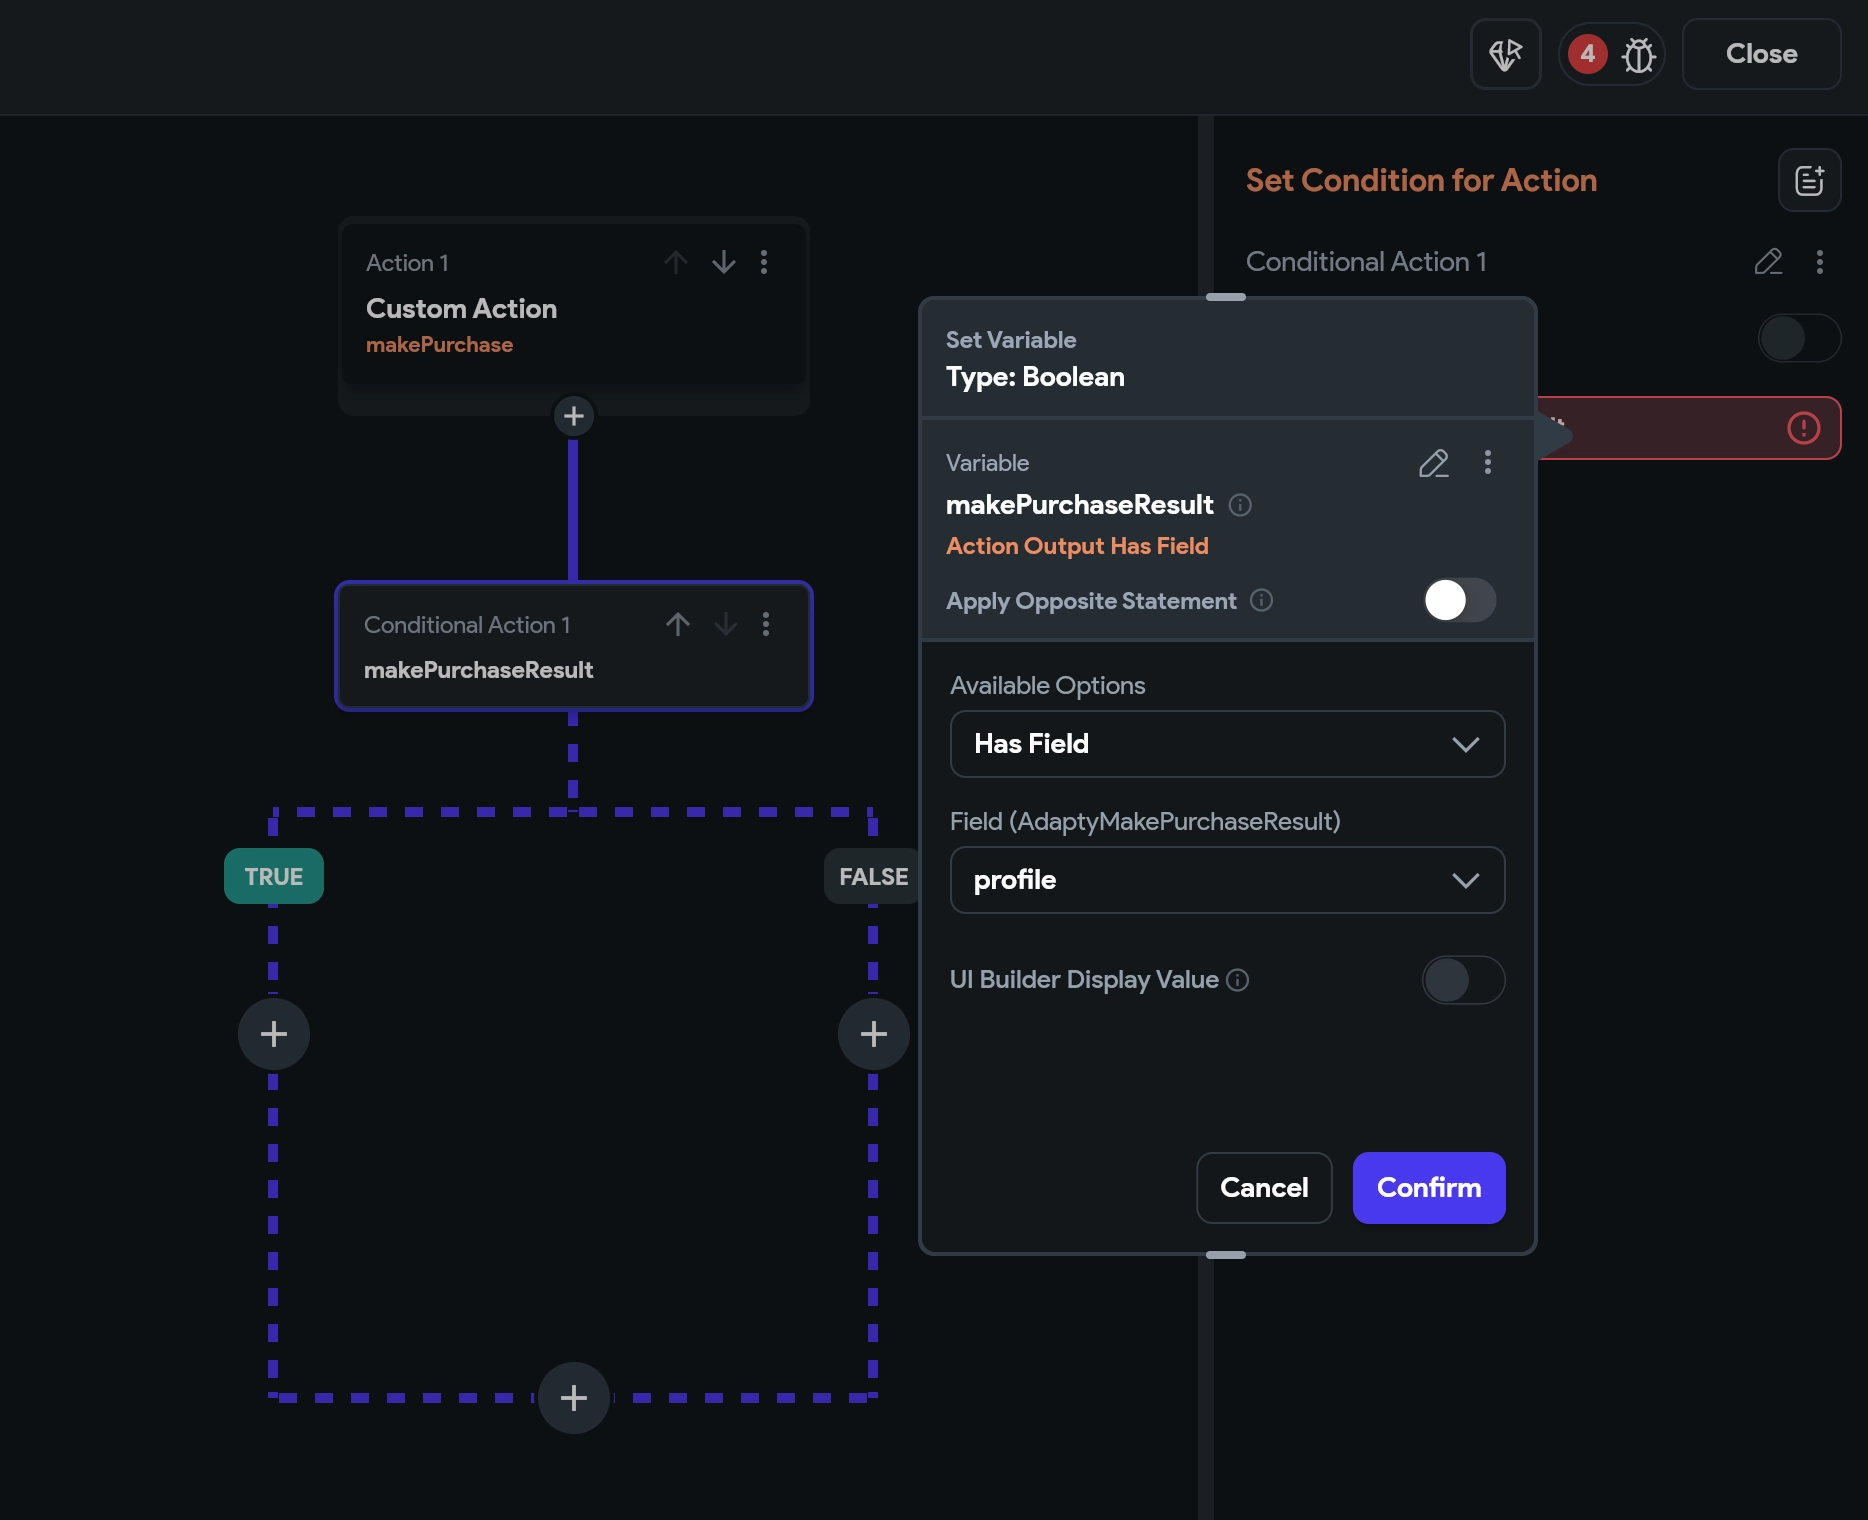 4
Close
Set Condition for Action
Conditional Action 1
Action 1
Custom Action
makePurchase
Conditional Action 1
makePurchaseResult
TRUE
FALSE
Set Variable
Type: Boolean
Variable
makePurchaseResult
Action Output Has Field
Apply Opposite Statement
Available Options
Has Field
Field (AdaptyMakePurchaseResult)
profile
UI Builder Display Value
Cancel
Confirm